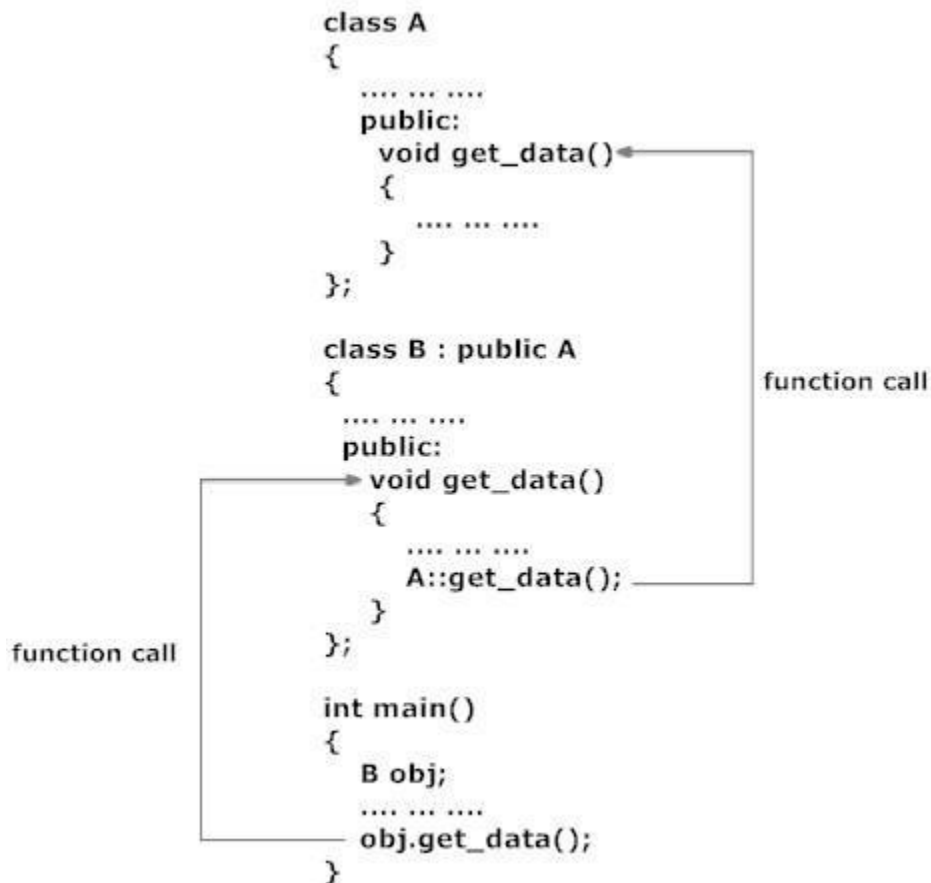 class A
{
.... ... ....
public:
void get_data()
{
.... ... ....
}
};
class B : public A
{
.... ... ....
public:
void get_data()
{
.... ... ....
A::get_data();
}
};
int main()
{
B obj;
.... ... ....
obj.get_data();
}
function call
function call